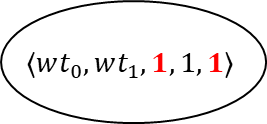 ⟨wt₀, wt₁, 1, 1, 1⟩